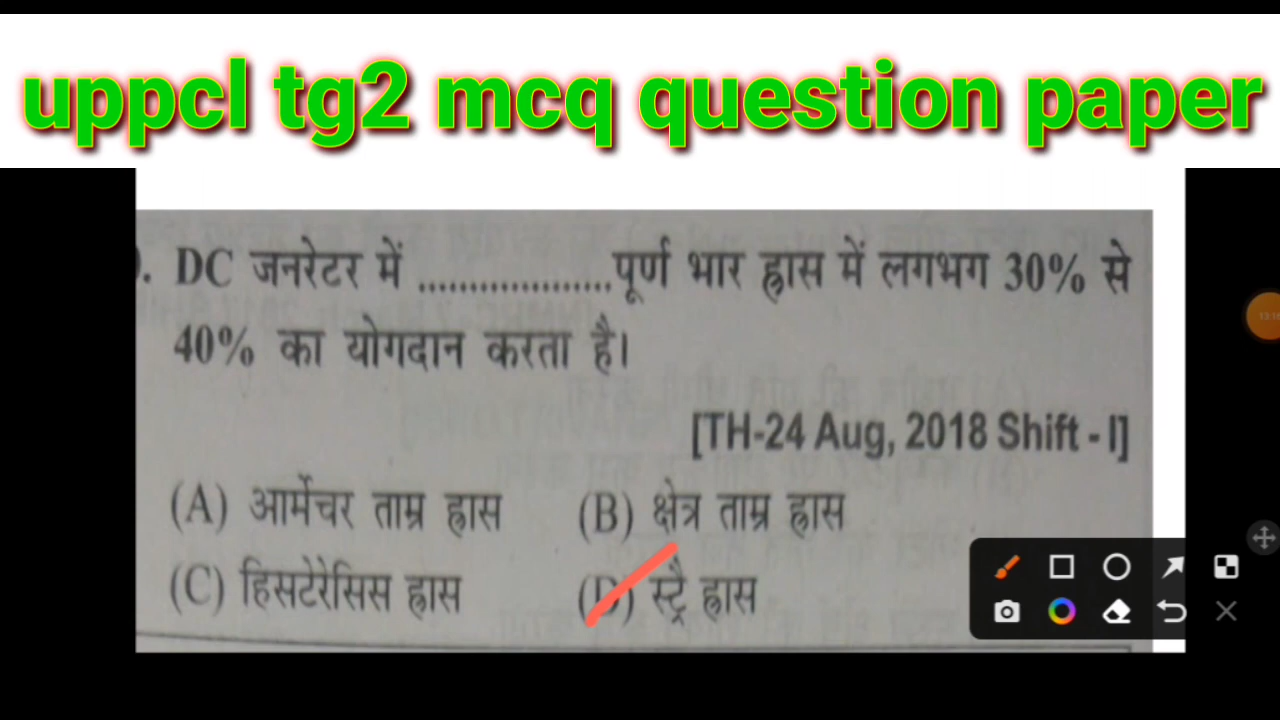 uppcl tg2 mcq question paper
). DC जनरेटर में ..................पूर्ण भार ह्रास में लगभग 30% से
40% का योगदान करता है।
[TH-24 Aug, 2018 Shift - I]
(A) आर्मेचर ताम्र ह्रास (B) क्षेत्र ताम्र ह्रास
(C) हिसटेरेसिस ह्रास (D) स्ट्रै ह्रास